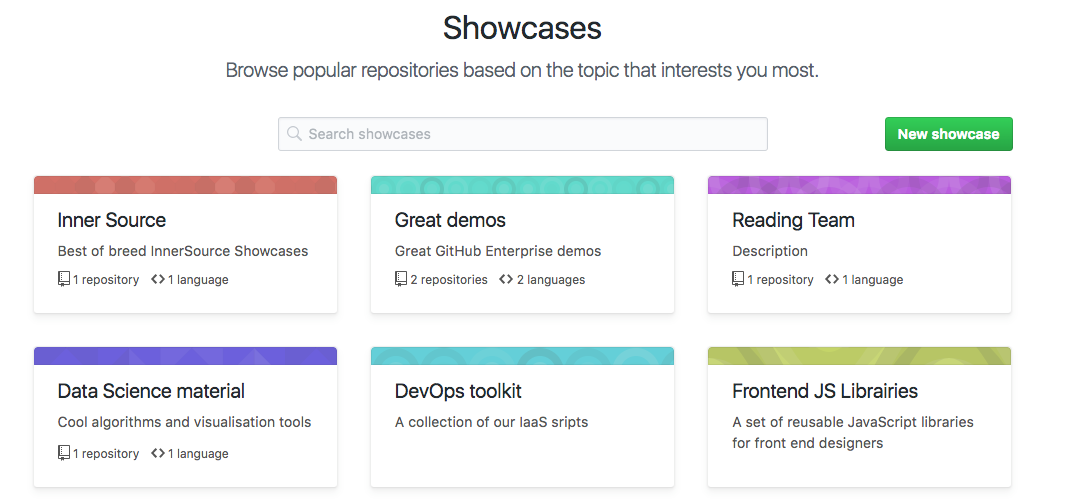 Showcases
Browse popular repositories based on the topic that interests you most.
Search showcases
New showcase
Inner Source
Best of breed InnerSource Showcases
1 repository 1 language
Great demos
Great GitHub Enterprise demos
2 repositories 2 languages
Reading Team
Description
1 repository 1 language
Data Science material
Cool algorithms and visualisation tools
1 repository 1 language
DevOps toolkit
A collection of our IaaS sripts
Frontend JS Librairies
A set of reusable JavaScript libraries
for front end designers